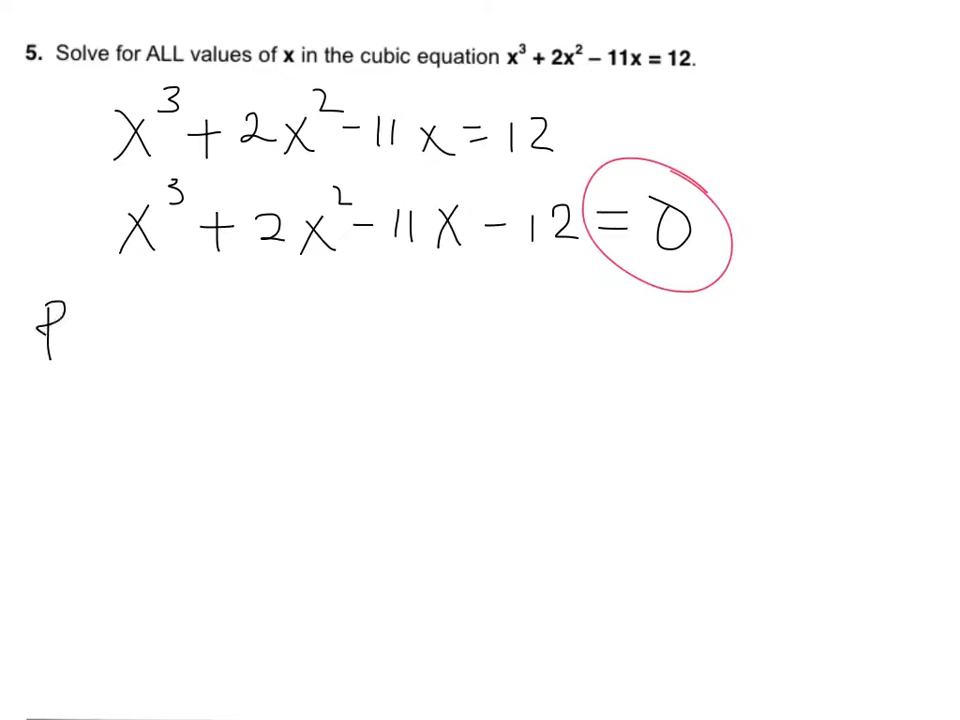 5. Solve for ALL values of x in the cubic equation x³ + 2x² – 11x = 12.
x³ + 2x² - 11x = 12
x³ + 2x² - 11x - 12 = 0
P